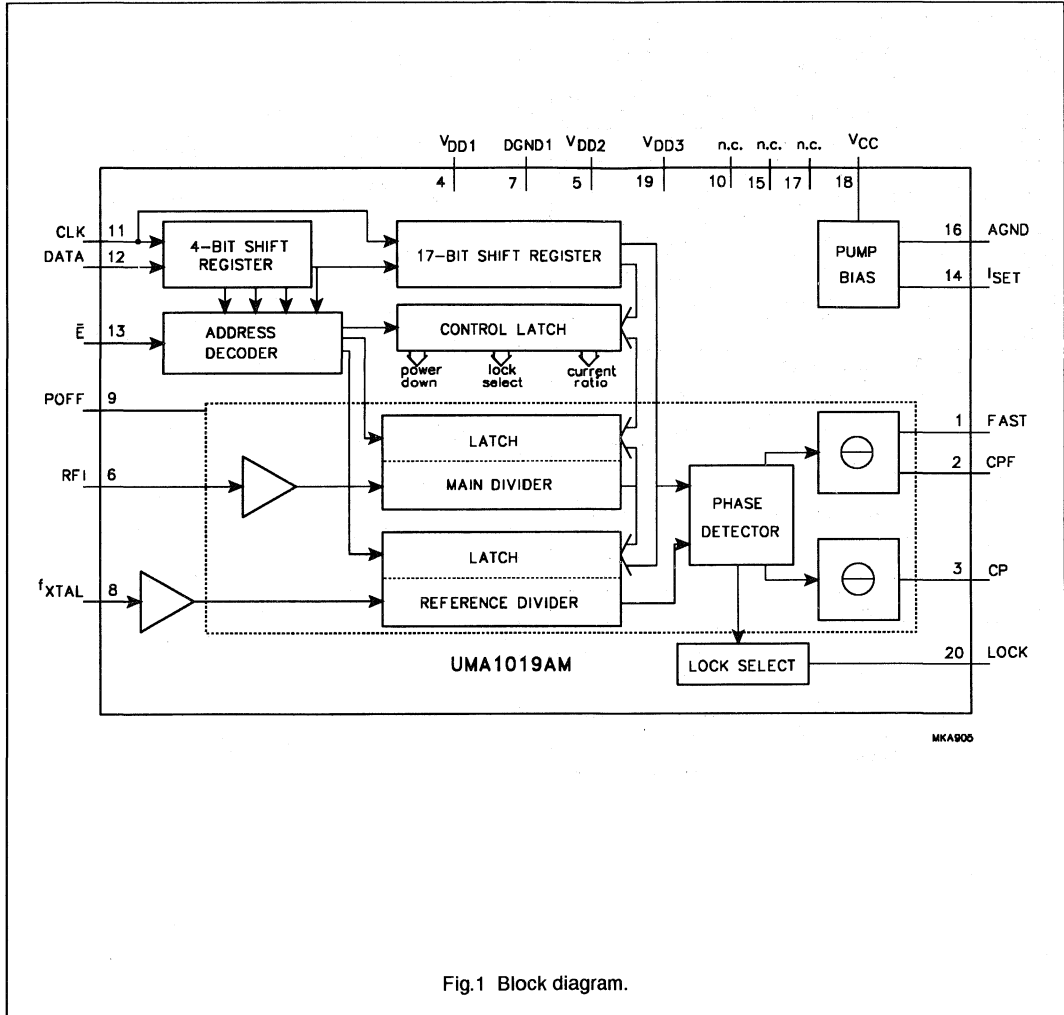 VDD1 DGND1 VDD2 VDD3 n.c. n.c. n.c. VCC
4 7 5 19 10 15 17 18
CLK 11
DATA 12
4-BIT SHIFT
REGISTER
17-BIT SHIFT REGISTER
PUMP
BIAS
16 AGND
14 ISET
E̅ 13
ADDRESS
DECODER
CONTROL LATCH
power
down
lock
select
current
ratio
POFF 9
1 FAST
2 CPF
LATCH
MAIN DIVIDER
RFI 6
PHASE
DETECTOR
LATCH
REFERENCE DIVIDER
fXTAL 8
3 CP
UMA1019AM
LOCK SELECT
20 LOCK
MKA905
Fig.1 Block diagram.